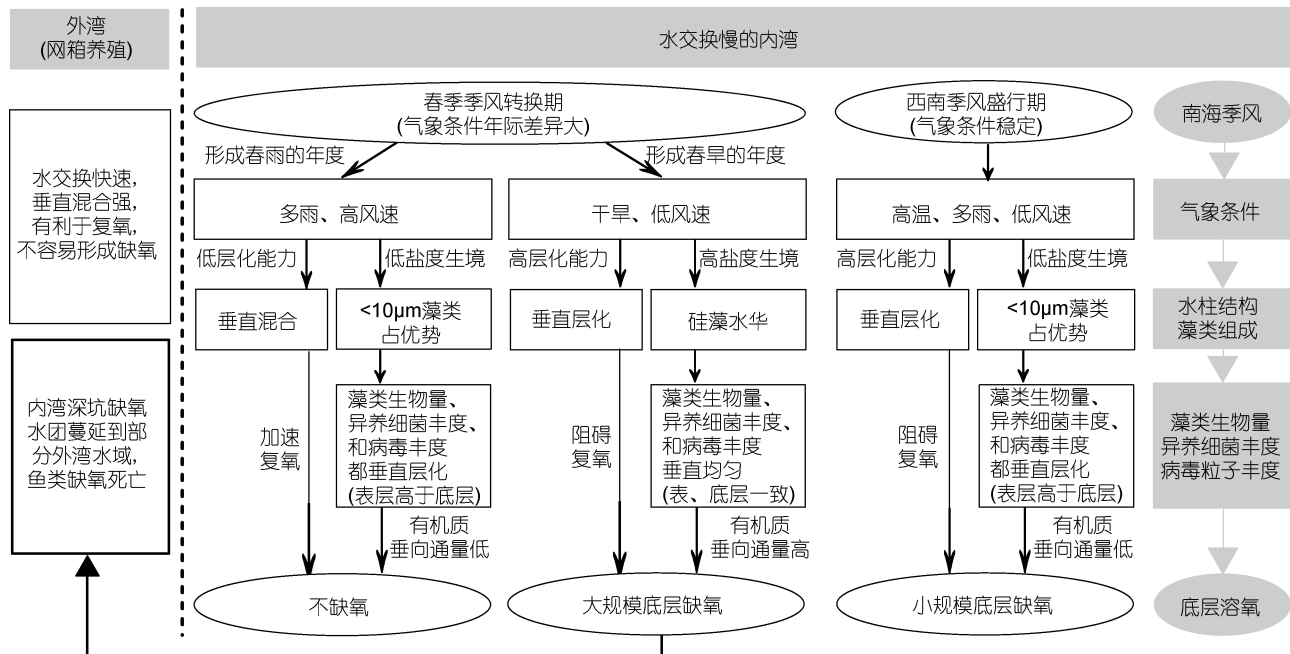 外湾
(网箱养殖)
水交换慢的内湾
水交换快速,
垂直混合强,
有利于复氧,
不容易形成缺氧
内湾深坑缺氧
水团蔓延到部
分外湾水域,
鱼类缺氧死亡
春季季风转换期
(气象条件年际差异大)
形成春雨的年度
形成春旱的年度
多雨、高风速
低层化能力
低盐度生境
垂直混合
<10μm藻类
占优势
加速
复氧
藻类生物量、
异养细菌丰度、
和病毒丰度
都垂直层化
(表层高于底层)
有机质
垂向通量低
不缺氧
干旱、低风速
高层化能力
高盐度生境
垂直层化
硅藻水华
阻碍
复氧
藻类生物量、
异养细菌丰度、
和病毒丰度
垂直均匀
(表、底层一致)
有机质
垂向通量高
大规模底层缺氧
西南季风盛行期
(气象条件稳定)
高温、多雨、低风速
高层化能力
低盐度生境
垂直层化
<10μm藻类
占优势
阻碍
复氧
藻类生物量、
异养细菌丰度、
和病毒丰度
都垂直层化
(表层高于底层)
有机质
垂向通量低
小规模底层缺氧
南海季风
气象条件
水柱结构
藻类组成
藻类生物量
异养细菌丰度
病毒粒子丰度
底层溶氧